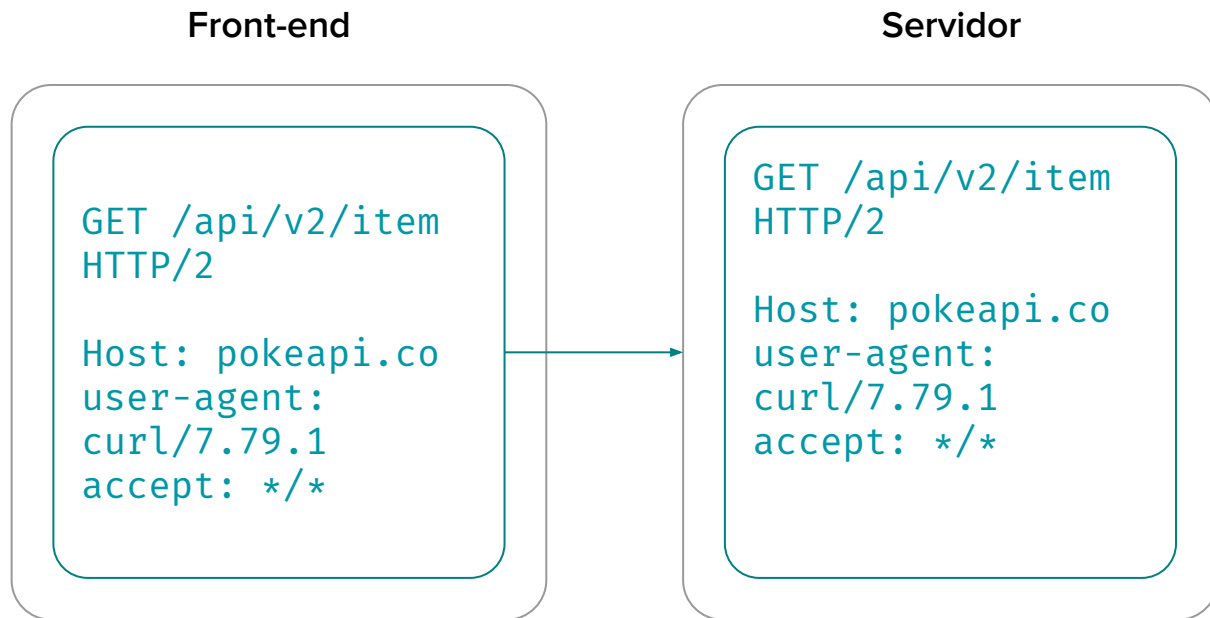 Front-end
GET /api/v2/item
HTTP/2
Host: pokeapi.co
user-agent:
curl/7.79.1
accept: */*
Servidor
GET /api/v2/item
HTTP/2
Host: pokeapi.co
user-agent:
curl/7.79.1
accept: */*